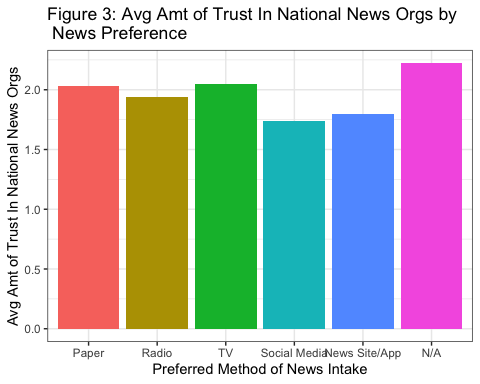 Figure 3: Avg Amt of Trust In National News Orgs by
News Preference
Avg Amt of Trust In National News Orgs
2.0
1.5
1.0
0.5
0.0
Paper Radio TV Social Media News Site/App N/A
Preferred Method of News Intake